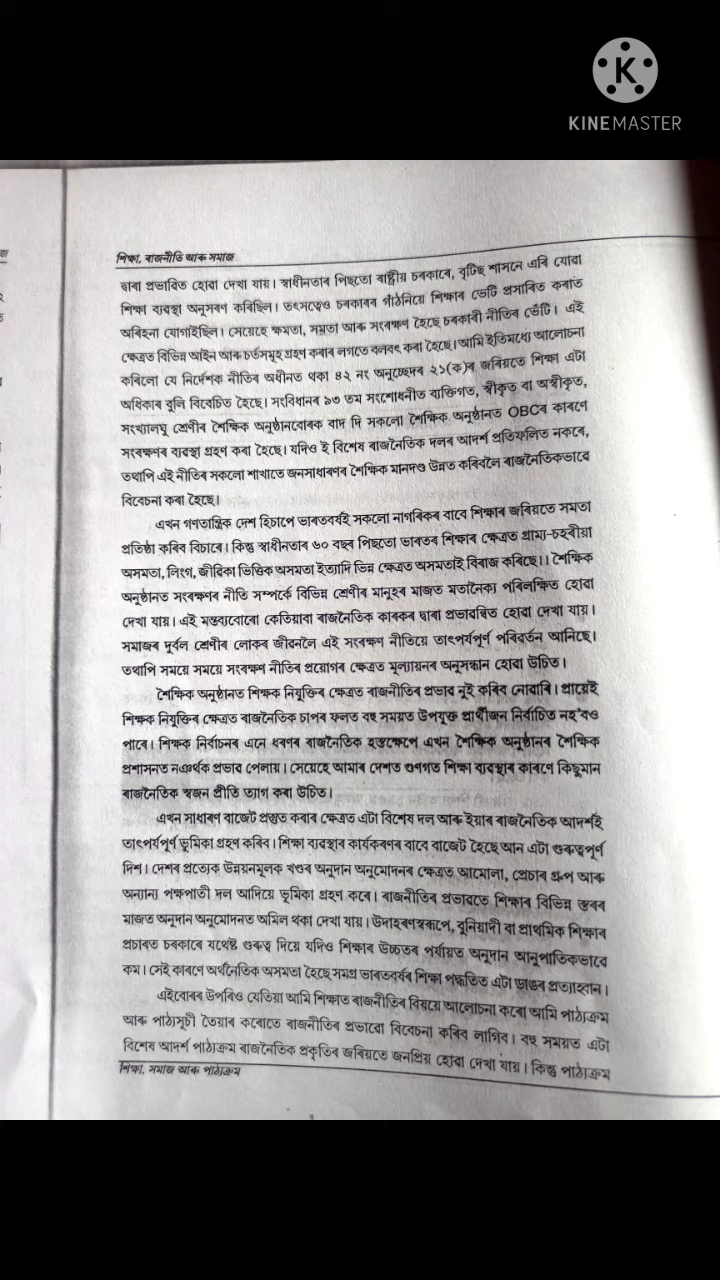 KINEMASTER
শিক্ষা, ৰাজনীতি আৰু সমাজ
দ্বাৰা প্ৰভাবিত হোৱা দেখা যায়। স্বাধীনতাৰ পিছতো ৰাষ্ট্ৰীয় চৰকাৰে, বৃটিছ শাসনে এৰি যোৱা
শিক্ষা ব্যৱস্থা অনুসৰণ কৰিছিল। তৎসত্বেও চৰকাৰৰ গাঁঠনিয়ে শিক্ষাৰ ভেটি প্ৰসাৰিত কৰাত
অৰিহনা যোগাইছিল। সেয়েহে ক্ষমতা, সমতা আৰু সংৰক্ষণ হৈছে চৰকাৰী নীতিৰ ভেঁটি। এই
ক্ষেত্ৰত বিভিন্ন আইন আৰু চৰ্তসমূহ গ্ৰহণ কৰাৰ লগতে বলবৎ কৰা হৈছে। আমি ইতিমধ্যে আলোচনা
কৰিলো যে নিৰ্দেশক নীতিৰ অধীনত থকা ৪২ নং অনুচ্ছেদৰ ২১(ক)ৰ জৰিয়তে শিক্ষা এটা
অধিকাৰ বুলি বিবেচিত হৈছে। সংবিধানৰ ৯৩ তম সংশোধনীত ব্যক্তিগত, স্বীকৃত বা অস্বীকৃত,
সংখ্যালঘু শ্ৰেণীৰ শৈক্ষিক অনুষ্ঠানবোৰক বাদ দি সকলো শৈক্ষিক অনুষ্ঠানত OBCৰ কাৰণে
সংৰক্ষণৰ ব্যৱস্থা গ্ৰহণ কৰা হৈছে। যদিও ই বিশেষ ৰাজনৈতিক দলৰ আদৰ্শ প্ৰতিফলিত নকৰে,
তথাপি এই নীতিৰ সকলো শাখাতে জনসাধাৰণৰ শৈক্ষিক মানদণ্ড উন্নত কৰিবলৈ ৰাজনৈতিকভাবে
বিবেচনা কৰা হৈছে।
এখন গণতান্ত্ৰিক দেশ হিচাপে ভাৰতবৰ্ষই সকলো নাগৰিকৰ বাবে শিক্ষাৰ জৰিয়তে সমতা
প্ৰতিষ্ঠা কৰিব বিচাৰে। কিন্তু স্বাধীনতাৰ ৬০ বছৰ পিছতো ভাৰতৰ শিক্ষাৰ ক্ষেত্ৰত গ্ৰাম্য-চহৰীয়া
অসমতা, লিংগ, জীৱিকা ভিত্তিক অসমতা ইত্যাদি ভিন্ন ক্ষেত্ৰত অসমতাই বিৰাজ কৰিছে।। শৈক্ষিক
অনুষ্ঠানত সংৰক্ষণৰ নীতি সম্পৰ্কে বিভিন্ন শ্ৰেণীৰ মানুহৰ মাজত মতানৈক্য পৰিলক্ষিত হোৱা
দেখা যায়। এই মন্তব্যবোৰো কেতিয়াবা ৰাজনৈতিক কাৰকৰ দ্বাৰা প্ৰভাৱান্বিত হোৱা দেখা যায়।
সমাজৰ দুৰ্বল শ্ৰেণীৰ লোকৰ জীৱনলৈ এই সংৰক্ষণ নীতিয়ে তাৎপৰ্যপূৰ্ণ পৰিৱৰ্তন আনিছে।
তথাপি সময়ে সময়ে সংৰক্ষণ নীতিৰ প্ৰয়োগৰ ক্ষেত্ৰত মূল্যায়নৰ অনুসন্ধান হোৱা উচিত।
শৈক্ষিক অনুষ্ঠানত শিক্ষক নিযুক্তিৰ ক্ষেত্ৰত ৰাজনীতিৰ প্ৰভাৱ নুই কৰিব নোৱাৰি। প্ৰায়েই
শিক্ষক নিযুক্তিৰ ক্ষেত্ৰত ৰাজনৈতিক চাপৰ ফলত বহু সময়ত উপযুক্ত প্ৰাৰ্থীজন নিৰ্বাচিত নহ'বও
পাৰে। শিক্ষক নিৰ্বাচনৰ এনে ধৰণৰ ৰাজনৈতিক হস্তক্ষেপে এখন শৈক্ষিক অনুষ্ঠানৰ শৈক্ষিক
প্ৰশাসনত নঞৰ্থক প্ৰভাৱ পেলায়। সেয়েহে আমাৰ দেশত গুণগত শিক্ষা ব্যৱস্থাৰ কাৰণে কিছুমান
ৰাজনৈতিক স্বজন প্ৰীতি ত্যাগ কৰা উচিত।
এখন সাধাৰণ বাজেট প্ৰস্তুত কৰাৰ ক্ষেত্ৰত এটা বিশেষ দল আৰু ইয়াৰ ৰাজনৈতিক আদৰ্শই
তাৎপৰ্যপূৰ্ণ ভূমিকা গ্ৰহণ কৰিব। শিক্ষা ব্যৱস্থাৰ কাৰ্যকৰণৰ বাবে বাজেট হৈছে আন এটা গুৰুত্বপূৰ্ণ
দিশ। দেশৰ প্ৰত্যেক উন্নয়নমূলক খণ্ডৰ অনুদান অনুমোদনৰ ক্ষেত্ৰত আমোলা, প্ৰেচাৰ গ্ৰুপ আৰু
অন্যান্য পক্ষপাতী দল আদিয়ে ভূমিকা গ্ৰহণ কৰে। ৰাজনীতিৰ প্ৰভাৱতে শিক্ষাৰ বিভিন্ন স্তৰৰ
মাজত অনুদান অনুমোদনত অমিল থকা দেখা যায়। উদাহৰণস্বৰূপে, বুনিয়াদী বা প্ৰাথমিক শিক্ষাৰ
প্ৰচাৰত চৰকাৰে যথেষ্ট গুৰুত্ব দিয়ে যদিও শিক্ষাৰ উচ্চতৰ পৰ্যায়ত অনুদান আনুপাতিকভাবে
কম। সেই কাৰণে অৰ্থনৈতিক অসমতা হৈছে সমগ্ৰ ভাৰতবৰ্ষৰ শিক্ষা পদ্ধতিত এটা ডাঙৰ প্ৰত্যাহ্বান।
এইবোৰৰ উপৰিও যেতিয়া আমি শিক্ষাত ৰাজনীতিৰ বিষয়ে আলোচনা কৰো আমি পাঠ্যক্ৰম
আৰু পাঠ্যসূচী তৈয়াৰ কৰোতে ৰাজনীতিৰ প্ৰভাৱো বিবেচনা কৰিব লাগিব। বহু সময়ত এটা
বিশেষ আদৰ্শ পাঠ্যক্ৰম ৰাজনৈতিক প্ৰকৃতিৰ জৰিয়তে জনপ্ৰিয় হোৱা দেখা যায়। কিন্তু পাঠ্যক্ৰম
শিক্ষা, সমাজ আৰু পাঠ্যক্ৰম